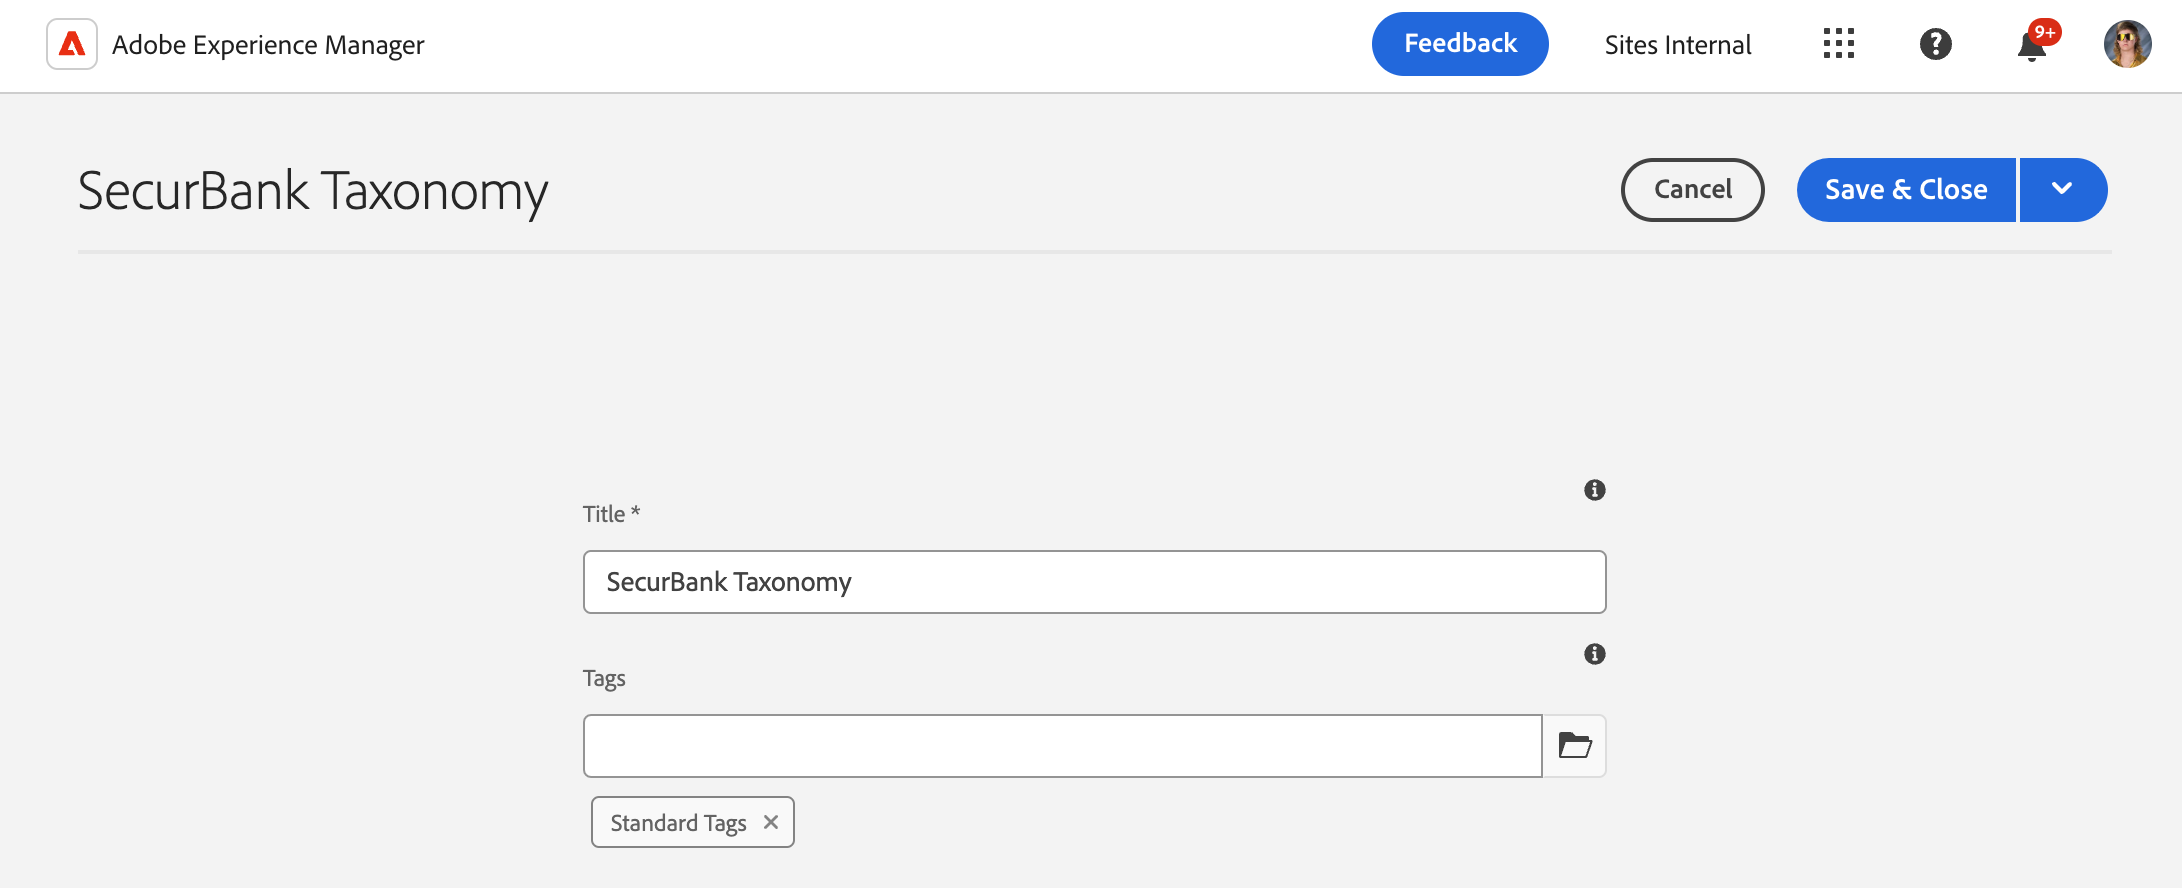 Adobe Experience Manager
Feedback
Sites Internal
9+
SecurBank Taxonomy
Cancel
Save & Close
Title *
SecurBank Taxonomy
Tags
Standard Tags